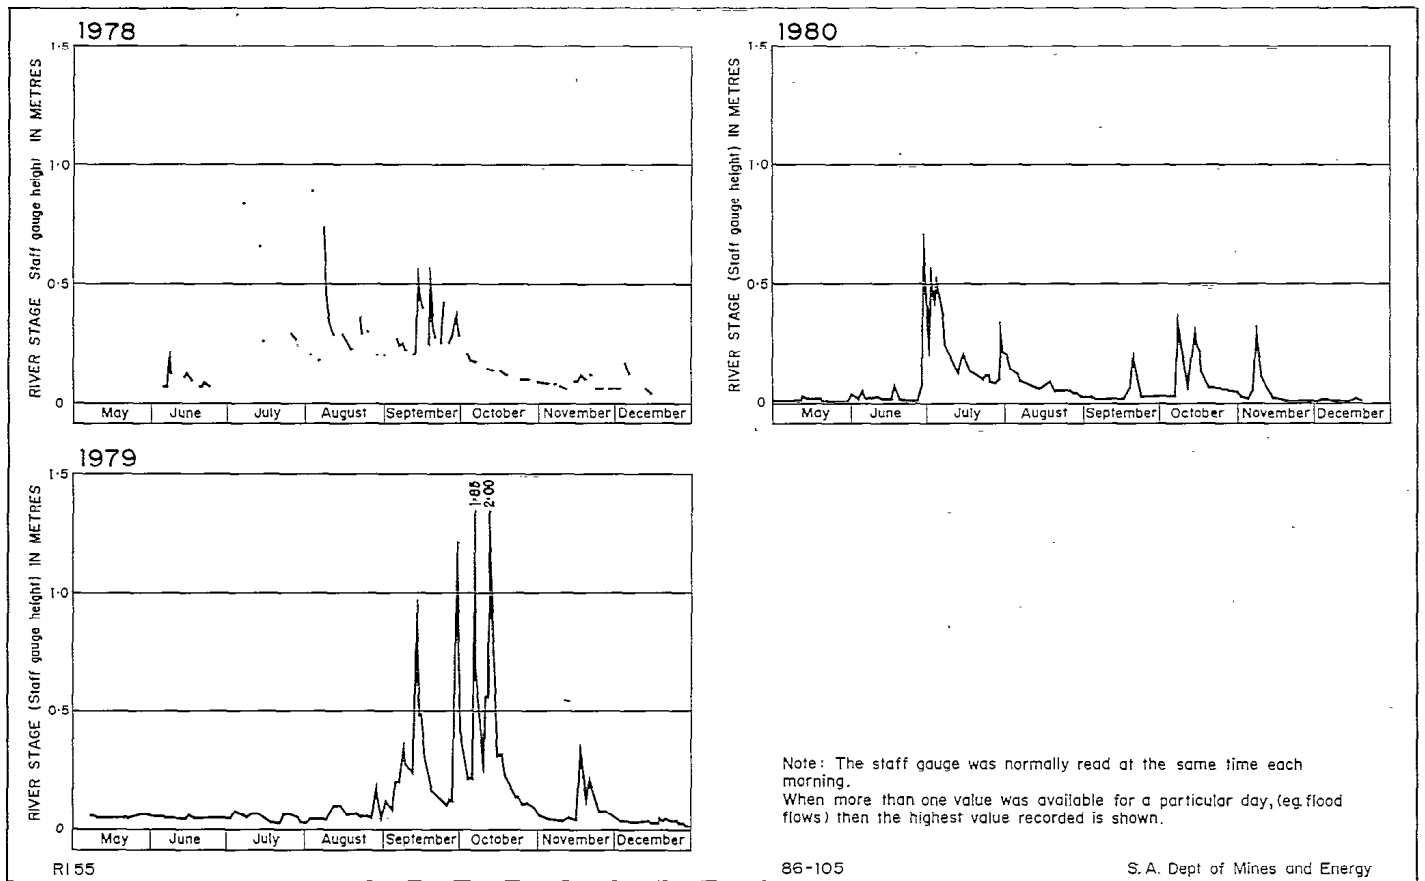 1978
RIVER STAGE Staff gauge height) IN METRES
1·5
1·0
0·5
0
May June July August September October November December
1980
RIVER STAGE (Staff gauge height) IN METRES
1·5
1·0
0·5
0
May June July August September October November December
1979
RIVER STAGE (Staff gauge height) IN METRES
1·5
1·0
0·5
0
1·85
2·00
May June July August September October November December
Note: The staff gauge was normally read at the same time each
morning.
When more than one value was available for a particular day, (eg. flood
flows) then the highest value recorded is shown.
RI 55
86-105
S. A. Dept of Mines and Energy